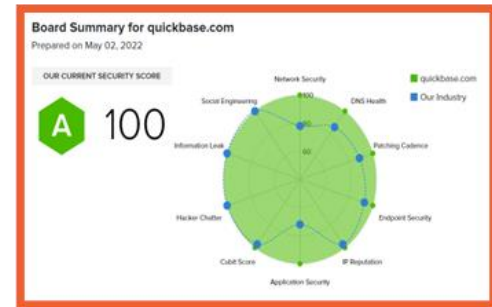 Board Summary for quickbase.com
Prepared on May 02, 2022
OUR CURRENT SECURITY SCORE
A 100
Network Security
DNS Health
Patching Cadence
Endpoint Security
IP Reputation
Application Security
Cubit Score
Hacker Chatter
Information Leak
Social Engineering
100
80
60
quickbase.com
Our Industry